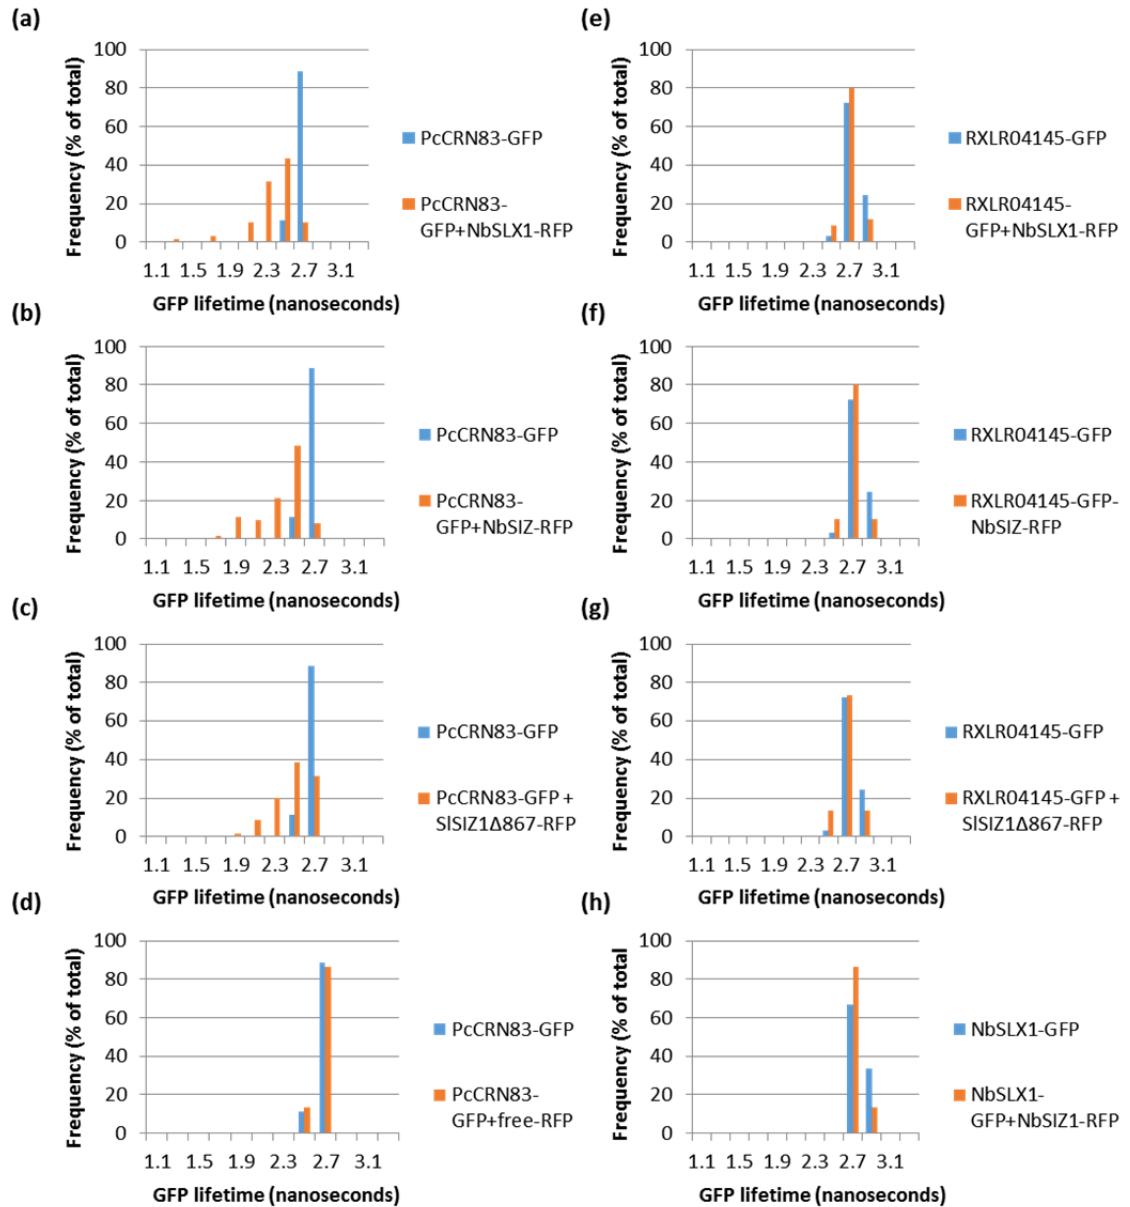 (a)
Frequency (% of total)
100
80
60
40
20
0
1.1 1.5 1.9 2.3 2.7 3.1
GFP lifetime (nanoseconds)
PcCRN83-GFP
PcCRN83-
GFP+NbSLX1-RFP
(e)
Frequency (% of total)
100
80
60
40
20
0
1.1 1.5 1.9 2.3 2.7 3.1
GFP lifetime (nanoseconds)
RXLR04145-GFP
RXLR04145-
GFP+NbSLX1-RFP
(b)
Frequency (% of total)
100
80
60
40
20
0
1.1 1.5 1.9 2.3 2.7 3.1
GFP lifetime (nanoseconds)
PcCRN83-GFP
PcCRN83-
GFP+NbSIZ-RFP
(f)
Frequency (% of total)
100
80
60
40
20
0
1.1 1.5 1.9 2.3 2.7 3.1
GFP lifetime (nanoseconds)
RXLR04145-GFP
RXLR04145-GFP-
NbSIZ-RFP
(c)
Frequency (% of total)
100
80
60
40
20
0
1.1 1.5 1.9 2.3 2.7 3.1
GFP lifetime (nanoseconds)
PcCRN83-GFP
PcCRN83-GFP +
SlSIZ1Δ867-RFP
(g)
Frequency (% of total)
100
80
60
40
20
0
1.1 1.5 1.9 2.3 2.7 3.1
GFP lifetime (nanoseconds)
RXLR04145-GFP
RXLR04145-GFP +
SlSIZ1Δ867-RFP
(d)
Frequency (% of total)
100
80
60
40
20
0
1.1 1.5 1.9 2.3 2.7 3.1
GFP lifetime (nanoseconds)
PcCRN83-GFP
PcCRN83-
GFP+free-RFP
(h)
Frequency (% of total
100
80
60
40
20
0
1.1 1.5 1.9 2.3 2.7 3.1
GFP lifetime (nanoseconds)
NbSLX1-GFP
NbSLX1-
GFP+NbSIZ1-RFP